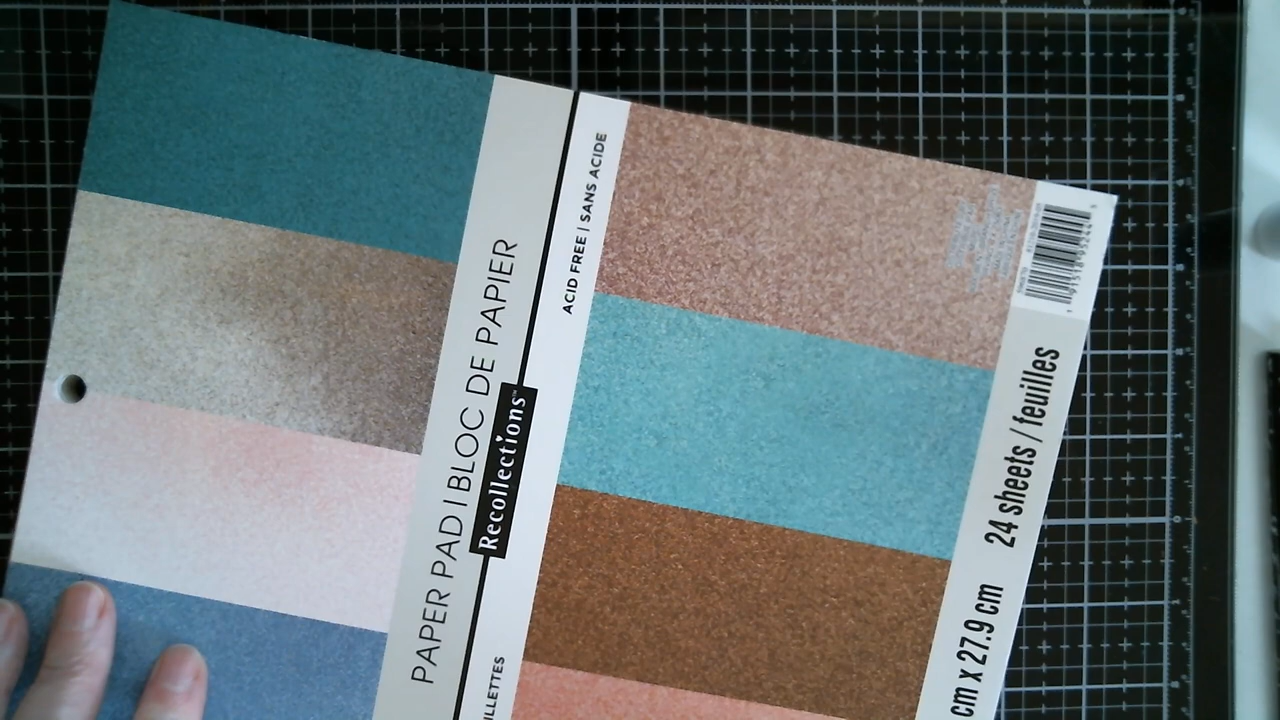 PAPER PAD | BLOC DE PAPIER
Recollections™
ACID FREE | SANS ACIDE
ILLETTES
24 sheets / feuilles
cm x 27.9 cm